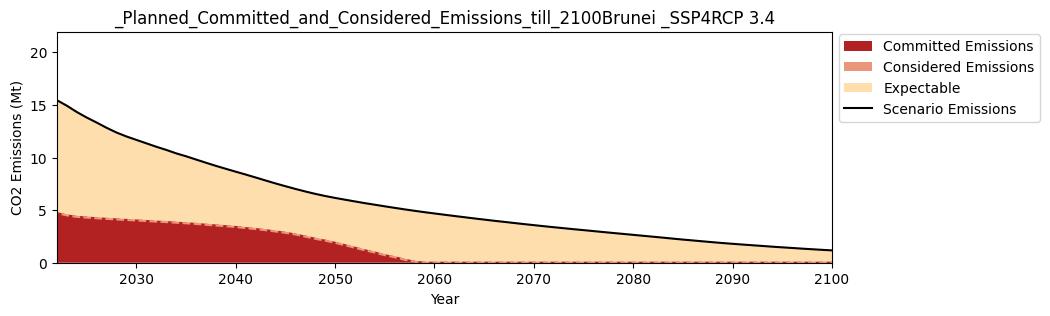 _Planned_Committed_and_Considered_Emissions_till_2100Brunei _SSP4RCP 3.4
Committed Emissions
Considered Emissions
Expectable
Scenario Emissions
CO2 Emissions (Mt)
20
15
10
5
0
2030 2040 2050 2060 2070 2080 2090 2100
Year